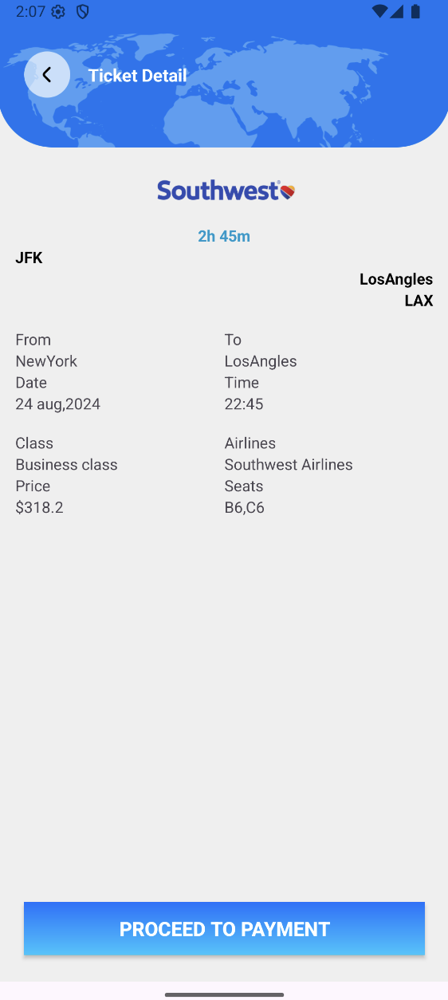 2:07
Ticket Detail
Southwest®
2h 45m
JFK
LosAngles
LAX
From
To
NewYork
LosAngles
Date
Time
24 aug,2024
22:45
Class
Airlines
Business class
Southwest Airlines
Price
Seats
$318.2
B6,C6
PROCEED TO PAYMENT